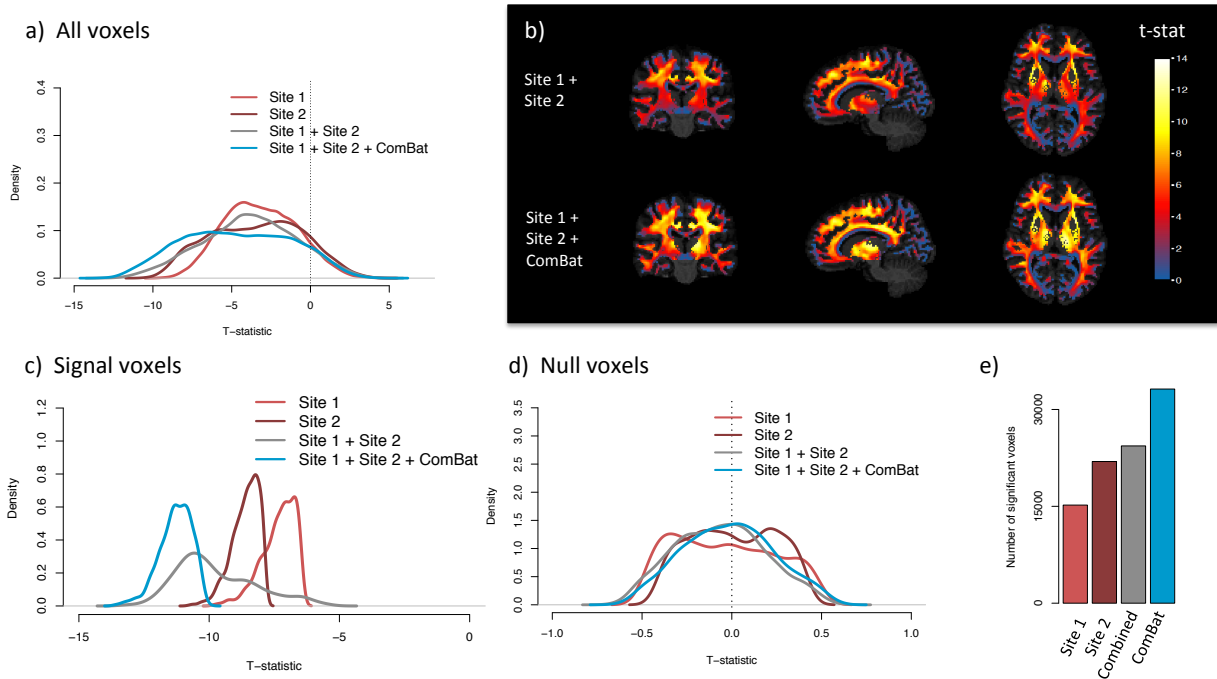 a) All voxels
0.4
0.3
0.2
0.1
0.0
Density
Site 1
Site 2
Site 1 + Site 2
Site 1 + Site 2 + ComBat
−15
−10
−5
0
5
T−statistic
b)
t-stat
Site 1 +
Site 2
Site 1 +
Site 2 +
ComBat
14
12
10
8
6
4
2
0
c) Signal voxels
1.2
1.0
0.8
0.6
0.4
0.2
0.0
Density
Site 1
Site 2
Site 1 + Site 2
Site 1 + Site 2 + ComBat
−15
−10
−5
0
T−statistic
d) Null voxels
3.5
3.0
2.5
2.0
1.5
1.0
0.5
0.0
Density
Site 1
Site 2
Site 1 + Site 2
Site 1 + Site 2 + ComBat
−1.0
−0.5
0.0
0.5
1.0
T−statistic
e)
Number of significant voxels
30000
15000
0
Site 1
Site 2
Combined
ComBat